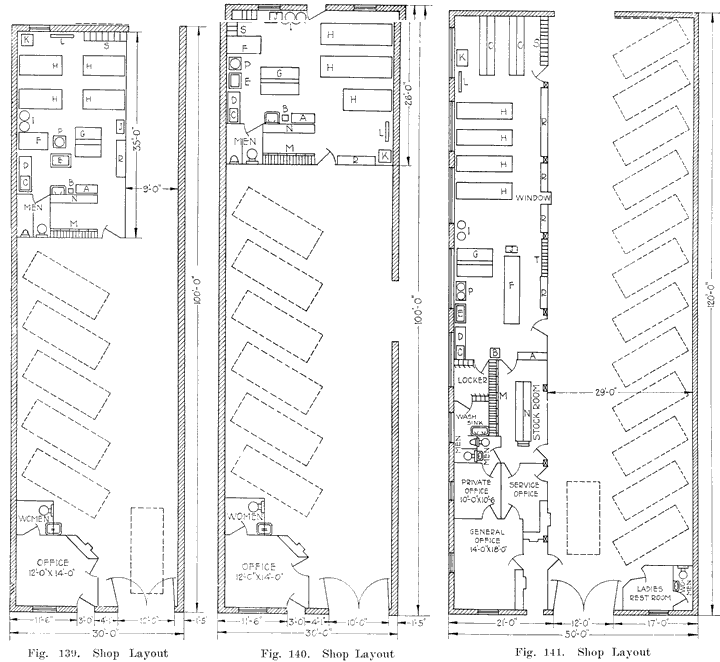 K
L
S
H
H
H
H
I
J
G
P
F
R
E
D
C
B
A
N
MEN
M
35'-0"
9'-0"
100'-0"
WOMEN
OFFICE
12'-0"X14'-0"
11'-6"
3'-0"
4'-1"
12'-0"
1'-5"
30'-0"
Fig. 139. Shop Layout
S
J
I
F
H
P
G
H
E
D
H
B
A
C
N
MEN
L
M
R
K
28'-0"
100'-0"
WOMEN
OFFICE
12'-0"X14'-0"
11'-6"
3'-0"
4'-0"
10'-0"
1'-5"
30'-0"
Fig. 140. Shop Layout
O
O
S
K
L
H
R
H
H
H
WINDOW
R
I
G
J
T
P
F
R
E
D
C
B
A
LOCKER
M
N
STOCK ROOM
29'-0"
WASH
SINK
MEN
MEN
PRIVATE
OFFICE
10'-0"X10'-6
SERVICE
OFFICE
GENERAL
OFFICE
14'-0"X18'-0"
LADIES
REST ROOM
WOMEN
120'-0"
21'-0"
12'-0"
17'-0"
50'-0"
Fig. 141. Shop Layout